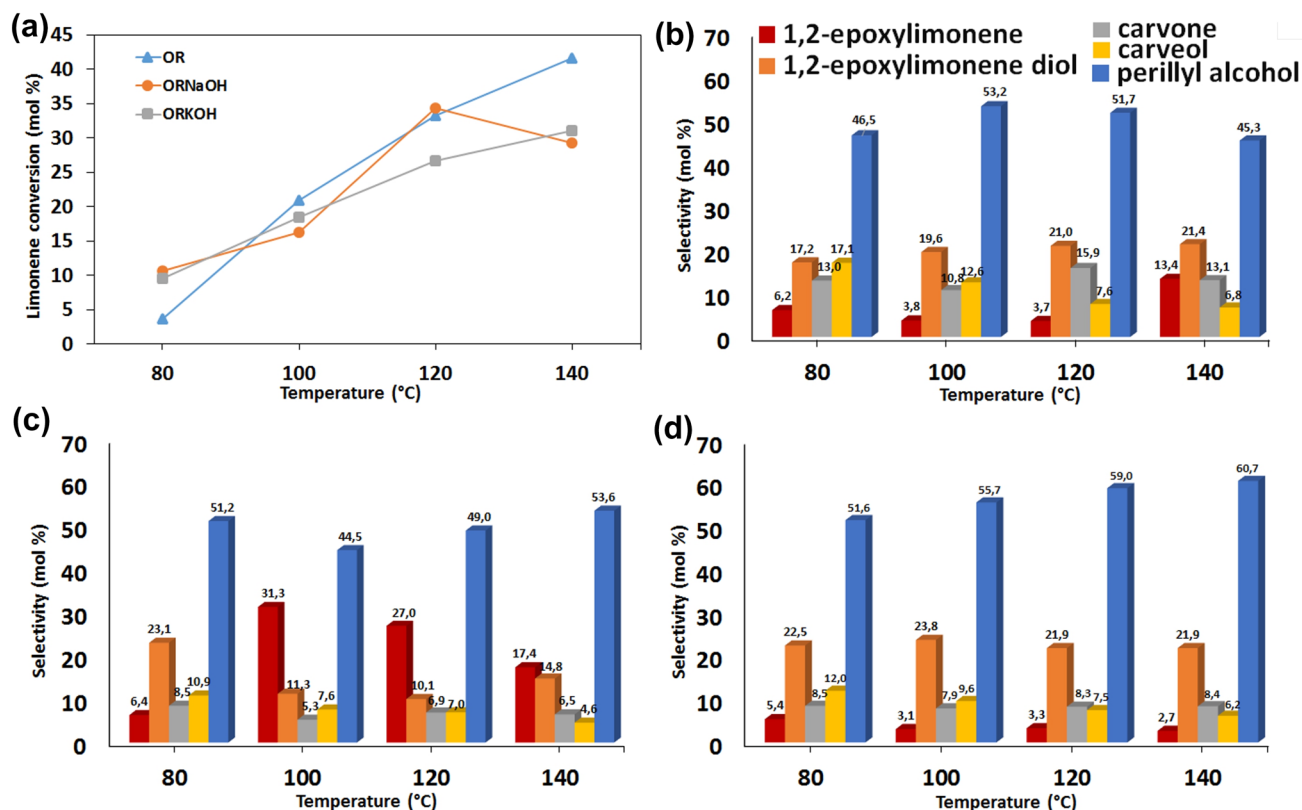 (a)
45
40
35
30
25
20
15
10
5
0
Limonene conversion (mol %)
OR
ORNaOH
ORKOH
80 100 120 140
Temperature (°C)
(b)
1,2-epoxylimonene
1,2-epoxylimonene diol
carvone
carveol
perillyl alcohol
70
60
50
40
30
20
10
0
Selectivity (mol %)
6,2 17,2 13,0 17,1 46,5
3,8 19,6 10,8 12,6 53,2
3,7 21,0 15,9 7,6 51,7
13,4 21,4 13,1 6,8 45,3
80 100 120 140
Temperature (°C)
(c)
70
60
50
40
30
20
10
0
Selectivity (mol %)
6,4 23,1 8,5 10,9 51,2
31,3 11,3 5,3 7,6 44,5
27,0 10,1 6,9 7,0 49,0
17,4 14,8 6,5 4,6 53,6
80 100 120 140
Temperature (°C)
(d)
70
60
50
40
30
20
10
0
Selectivity (mol %)
5,4 22,5 8,5 12,0 51,6
3,1 23,8 7,9 9,6 55,7
3,3 21,9 8,3 7,5 59,0
2,7 21,9 8,4 6,2 60,7
80 100 120 140
Temperature (°C)